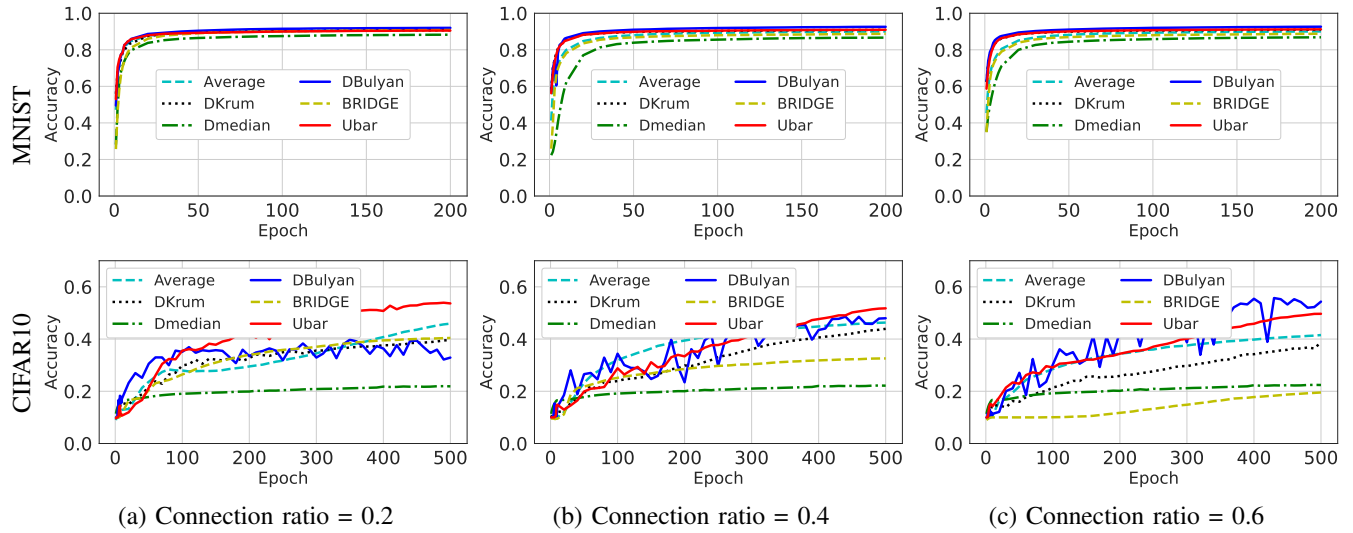 MNIST
Accuracy
1.0
0.8
0.6
0.4
0.2
0.0
Average DBulyan
DKrum BRIDGE
Dmedian Ubar
0 50 100 150 200
Epoch
Accuracy
1.0
0.8
0.6
0.4
0.2
0.0
Average DBulyan
DKrum BRIDGE
Dmedian Ubar
0 50 100 150 200
Epoch
Accuracy
1.0
0.8
0.6
0.4
0.2
0.0
Average DBulyan
DKrum BRIDGE
Dmedian Ubar
0 50 100 150 200
Epoch
CIFAR10
Accuracy
0.6
0.4
0.2
0.0
Average DBulyan
DKrum BRIDGE
Dmedian Ubar
0 100 200 300 400 500
Epoch
Accuracy
0.6
0.4
0.2
0.0
Average DBulyan
DKrum BRIDGE
Dmedian Ubar
0 100 200 300 400 500
Epoch
Accuracy
0.6
0.4
0.2
0.0
Average DBulyan
DKrum BRIDGE
Dmedian Ubar
0 100 200 300 400 500
Epoch
(a) Connection ratio = 0.2
(b) Connection ratio = 0.4
(c) Connection ratio = 0.6